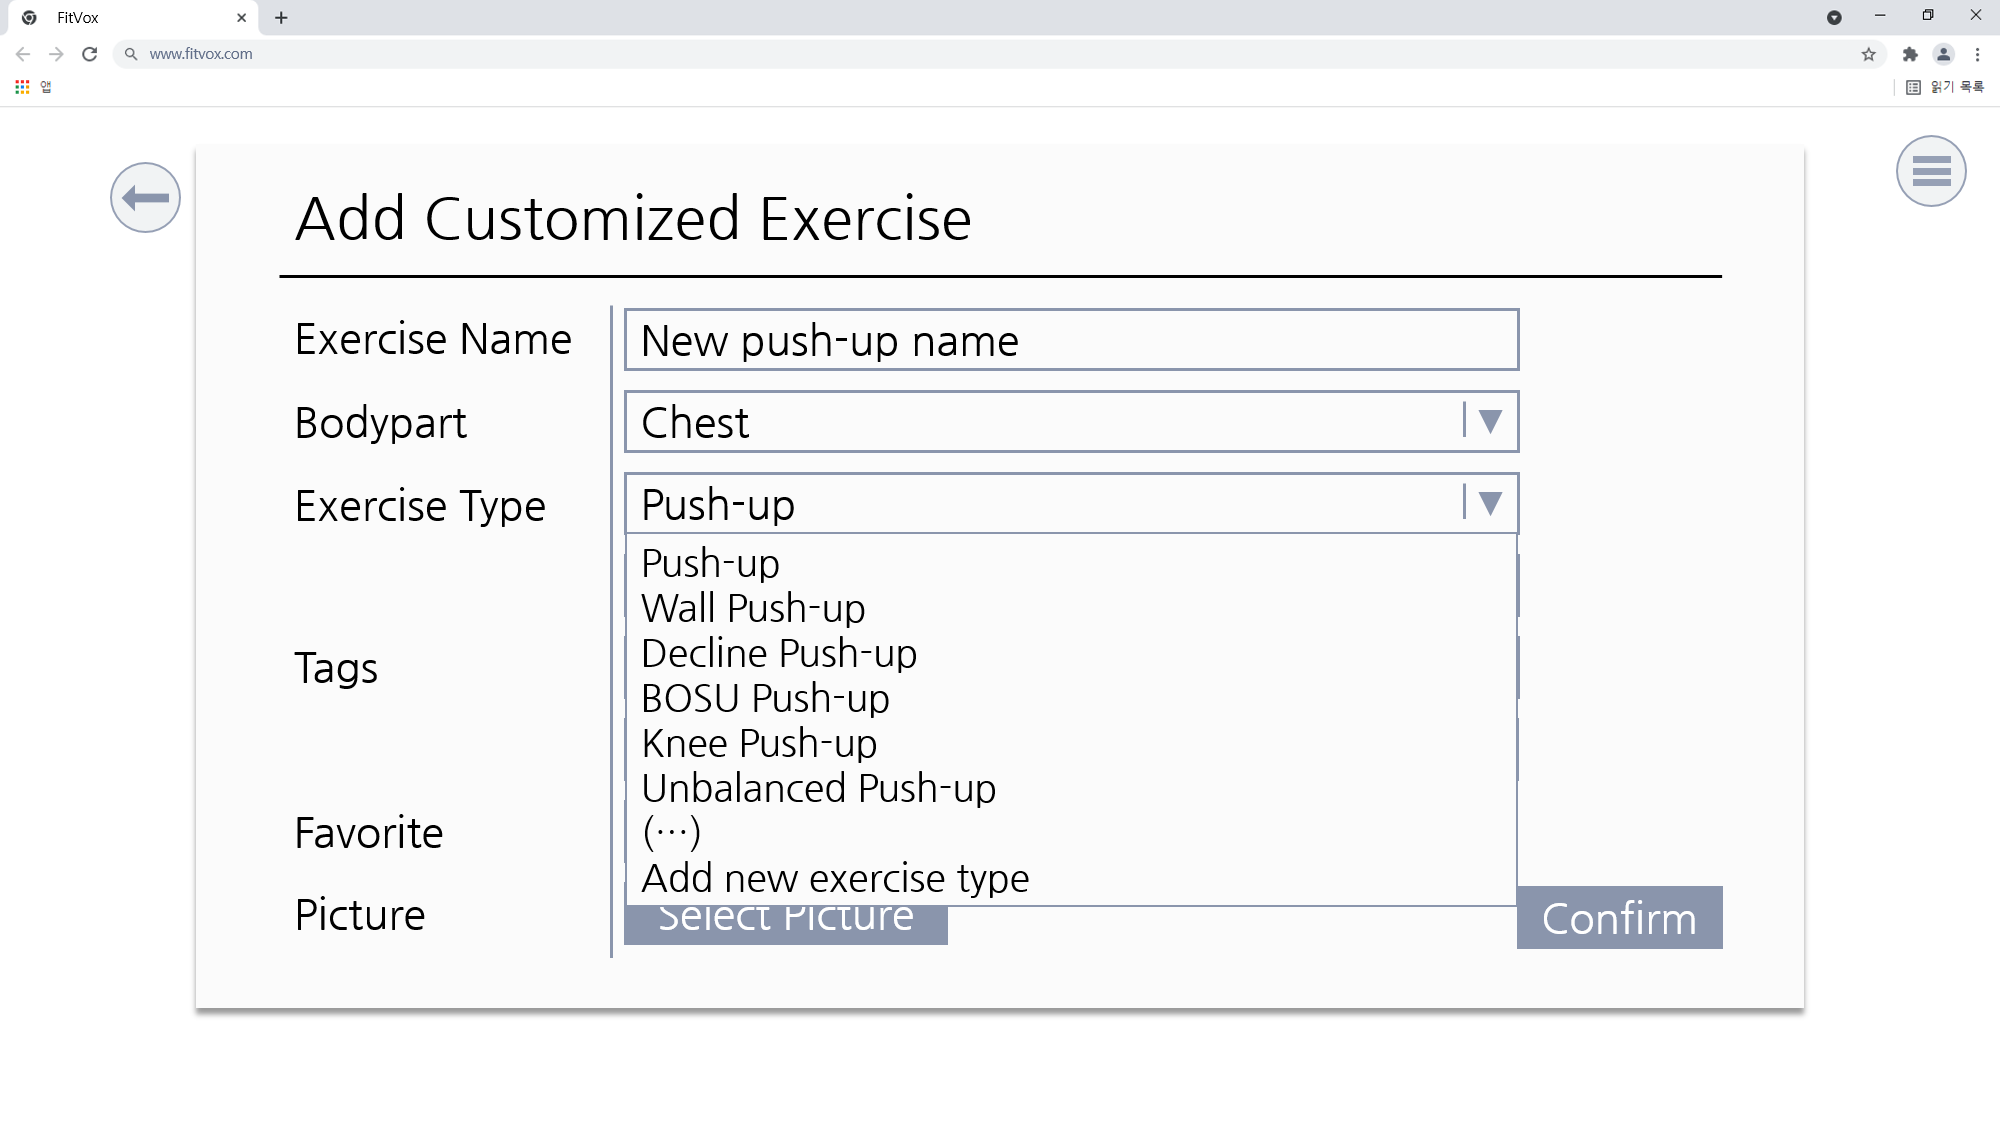 FitVox
www.fitvox.com
앱
읽기 목록
Add Customized Exercise
Exercise Name
New push-up name
Bodypart
Chest
Exercise Type
Push-up
Push-up
Wall Push-up
Decline Push-up
BOSU Push-up
Tags
Knee Push-up
Unbalanced Push-up
(…)
Favorite
Add new exercise type
Picture
Select Picture
Confirm